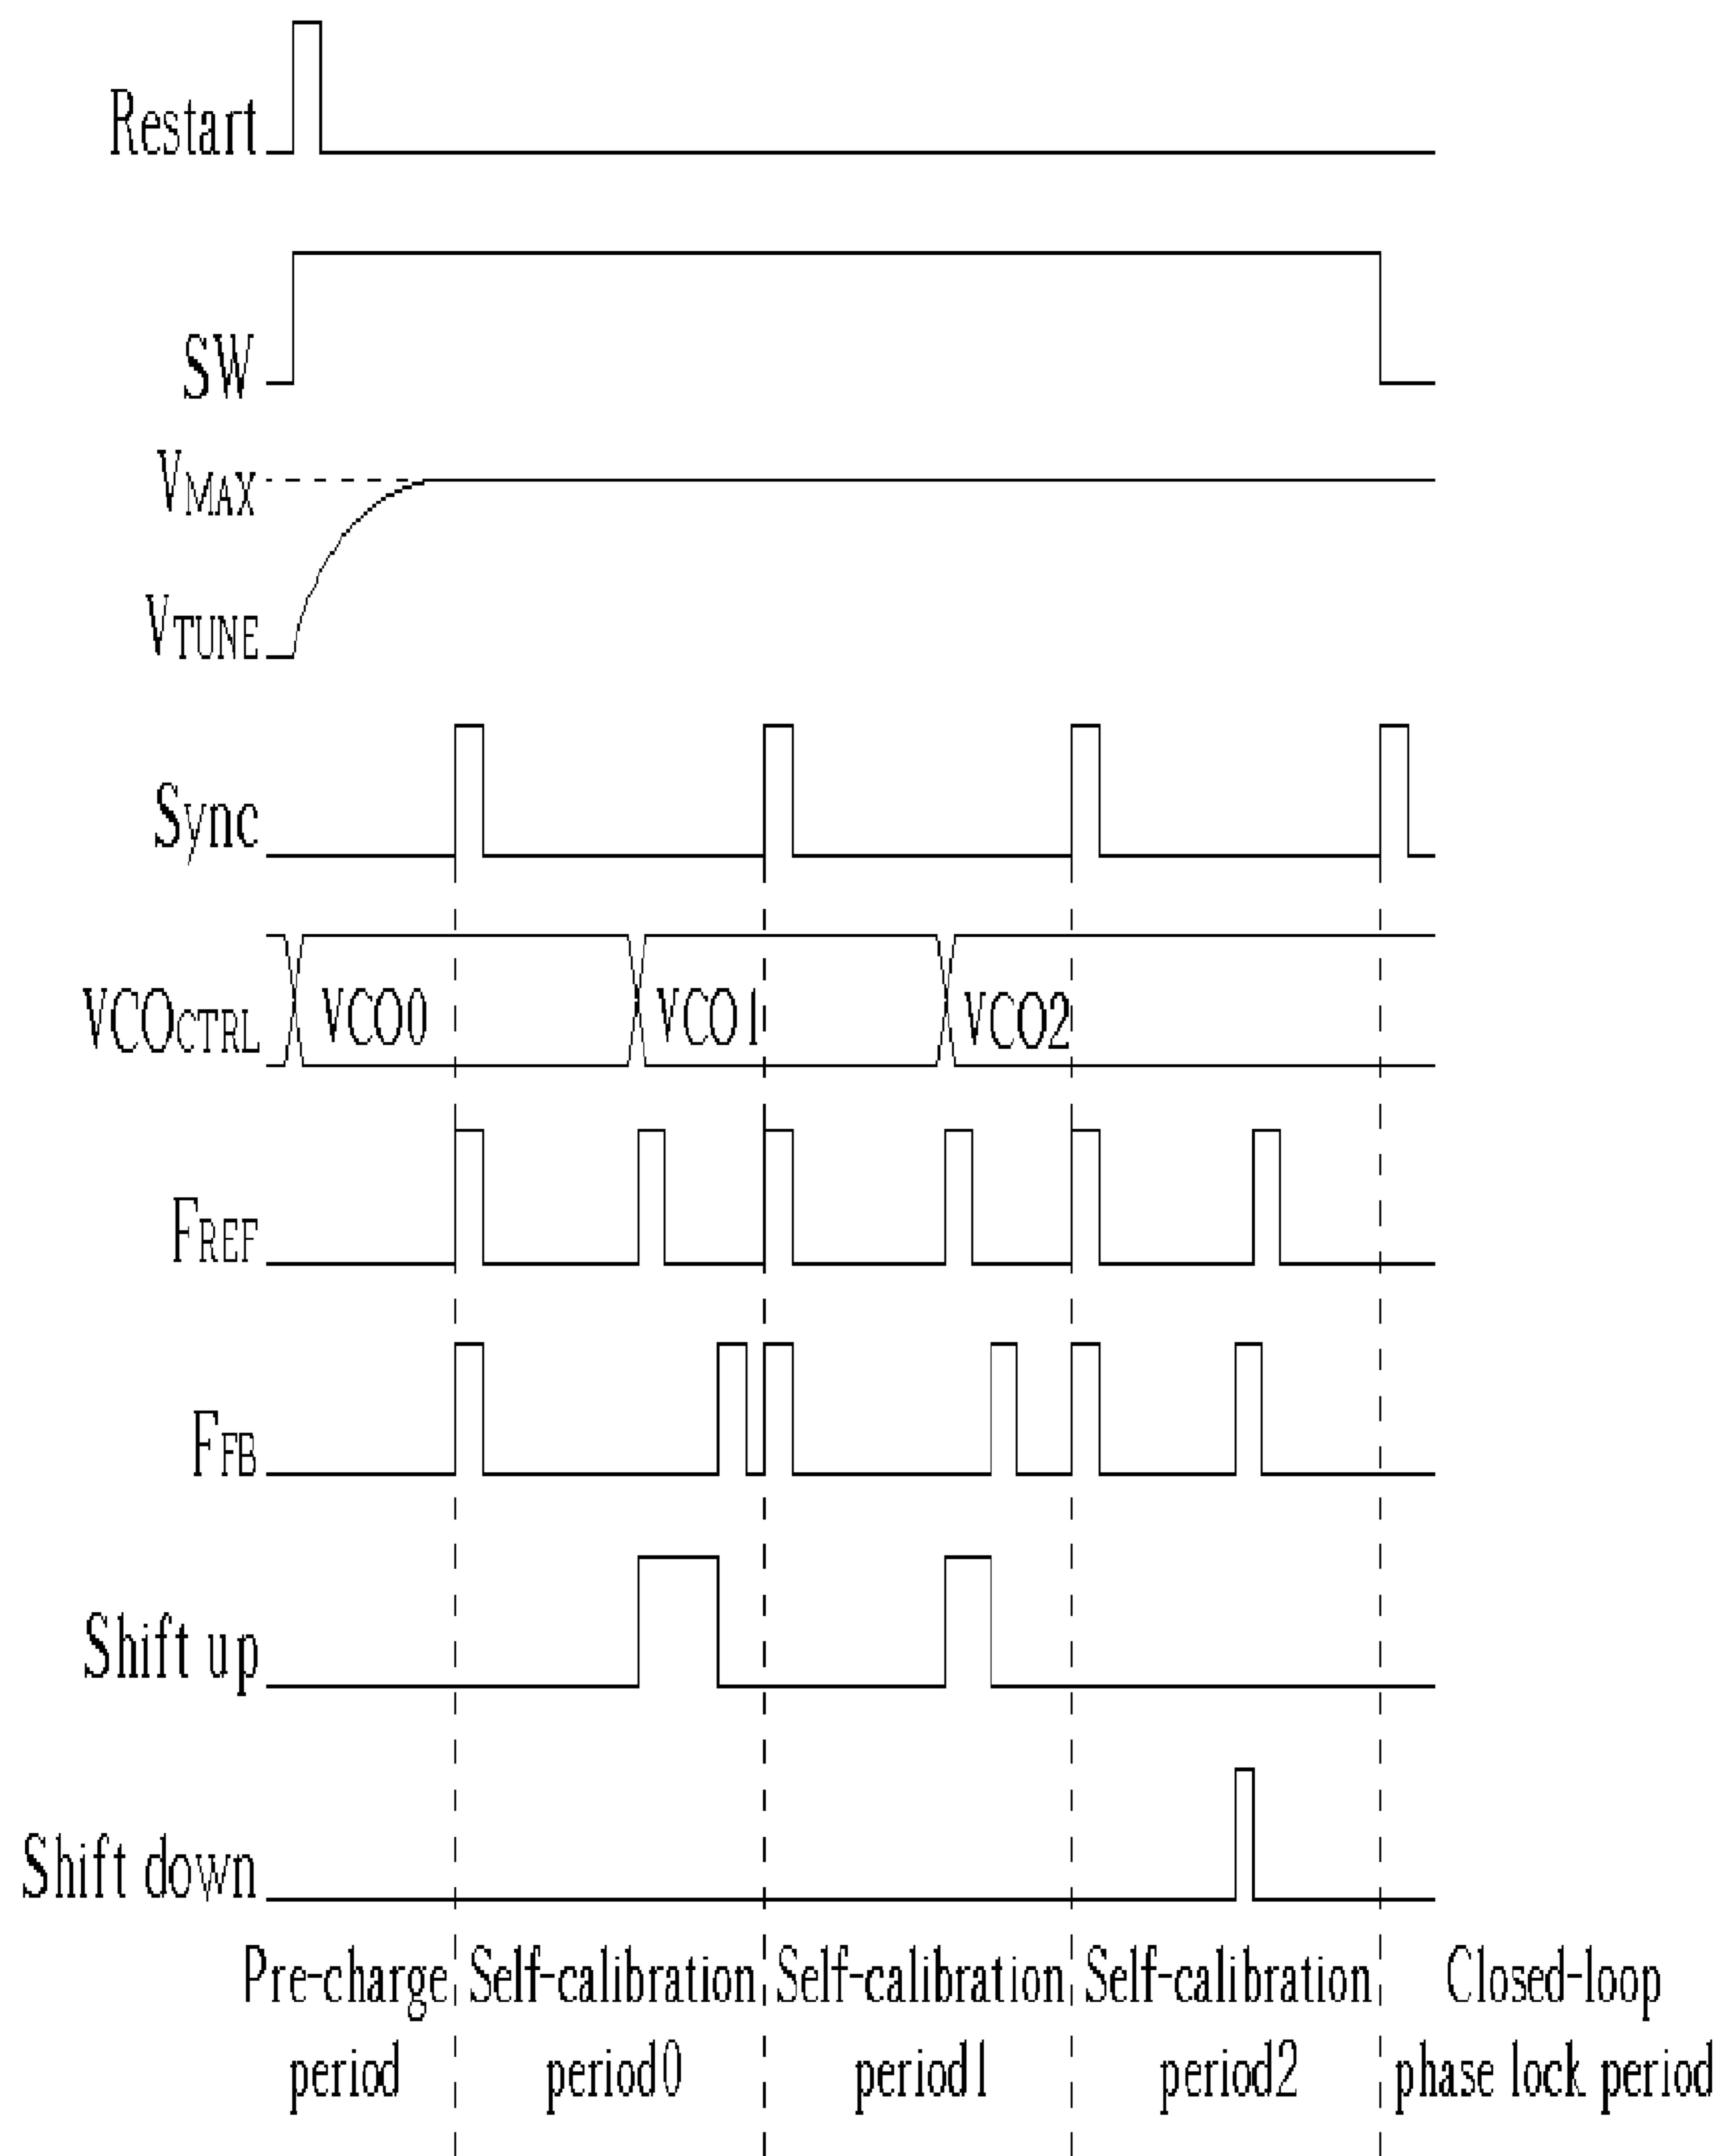 Restart
SW
VMAX
VTUNE
Sync
VCOCTRL VCO0 VCO1 VCO2
FREF
FFB
Shift up
Shift down
Pre-charge Self-calibration Self-calibration Self-calibration Closed-loop
period period0 period1 period2 phase lock period